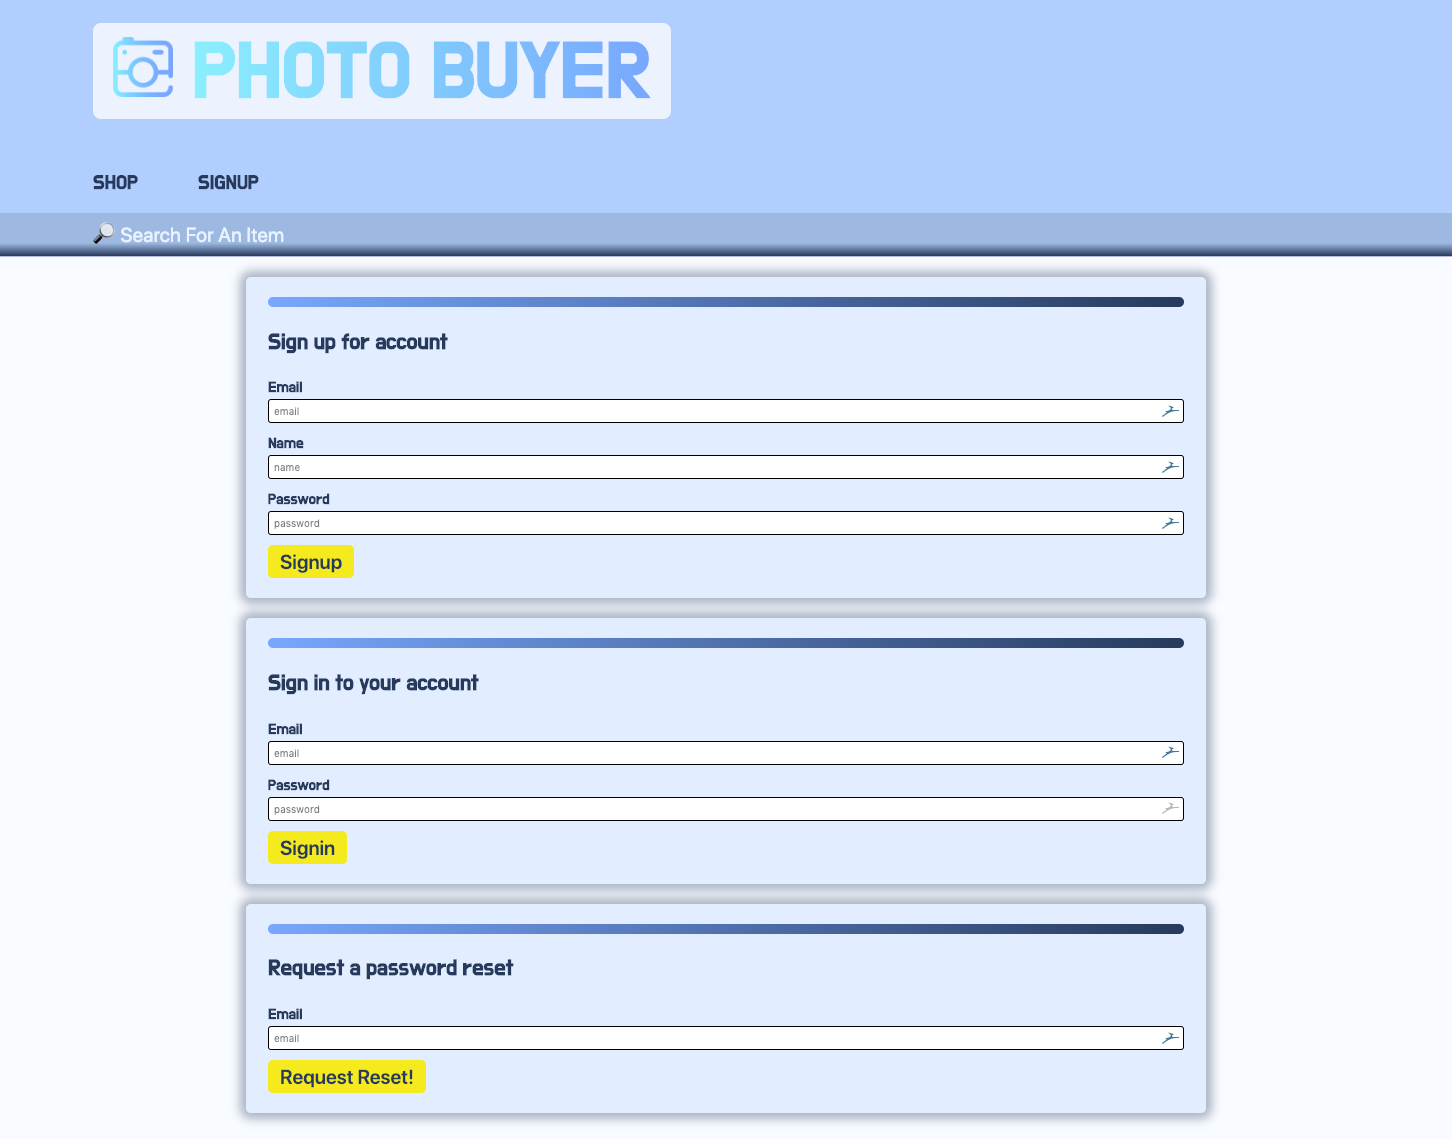 PHOTO BUYER
SHOP SIGNUP
Search For An Item
Sign up for account
Email
email
Name
name
Password
password
Signup
Sign in to your account
Email
email
Password
password
Signin
Request a password reset
Email
email
Request Reset!